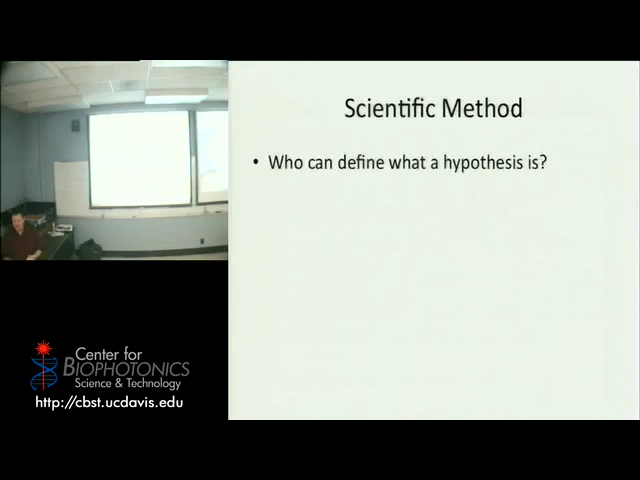 Scientific Method
• Who can define what a hypothesis is?
Center for
BIOPHOTONICS
Science & Technology
http://cbst.ucdavis.edu